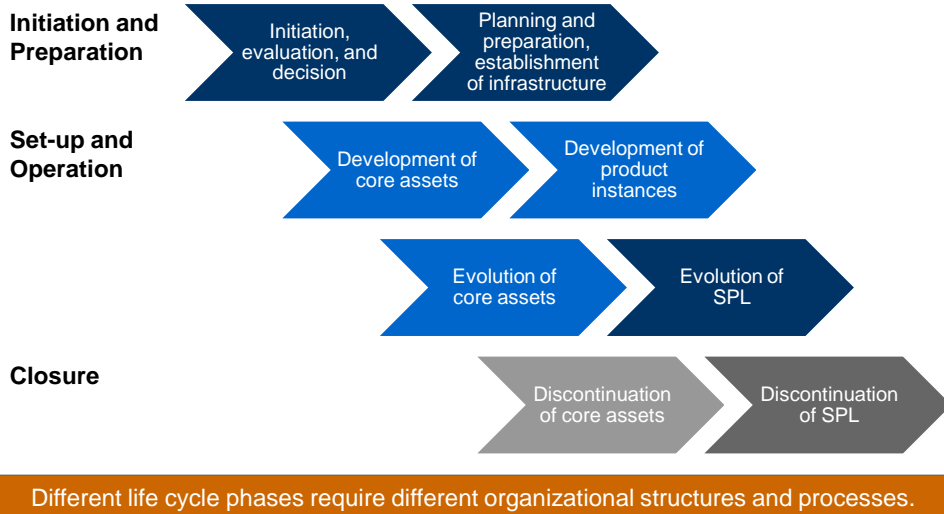 Initiation and
Preparation
Initiation,
evaluation, and
decision
Planning and
preparation,
establishment
of infrastructure
Set-up and
Operation
Development of
core assets
Development of
product
instances
Evolution of
core assets
Evolution of
SPL
Closure
Discontinuation
of core assets
Discontinuation
of SPL
Different life cycle phases require different organizational structures and processes.